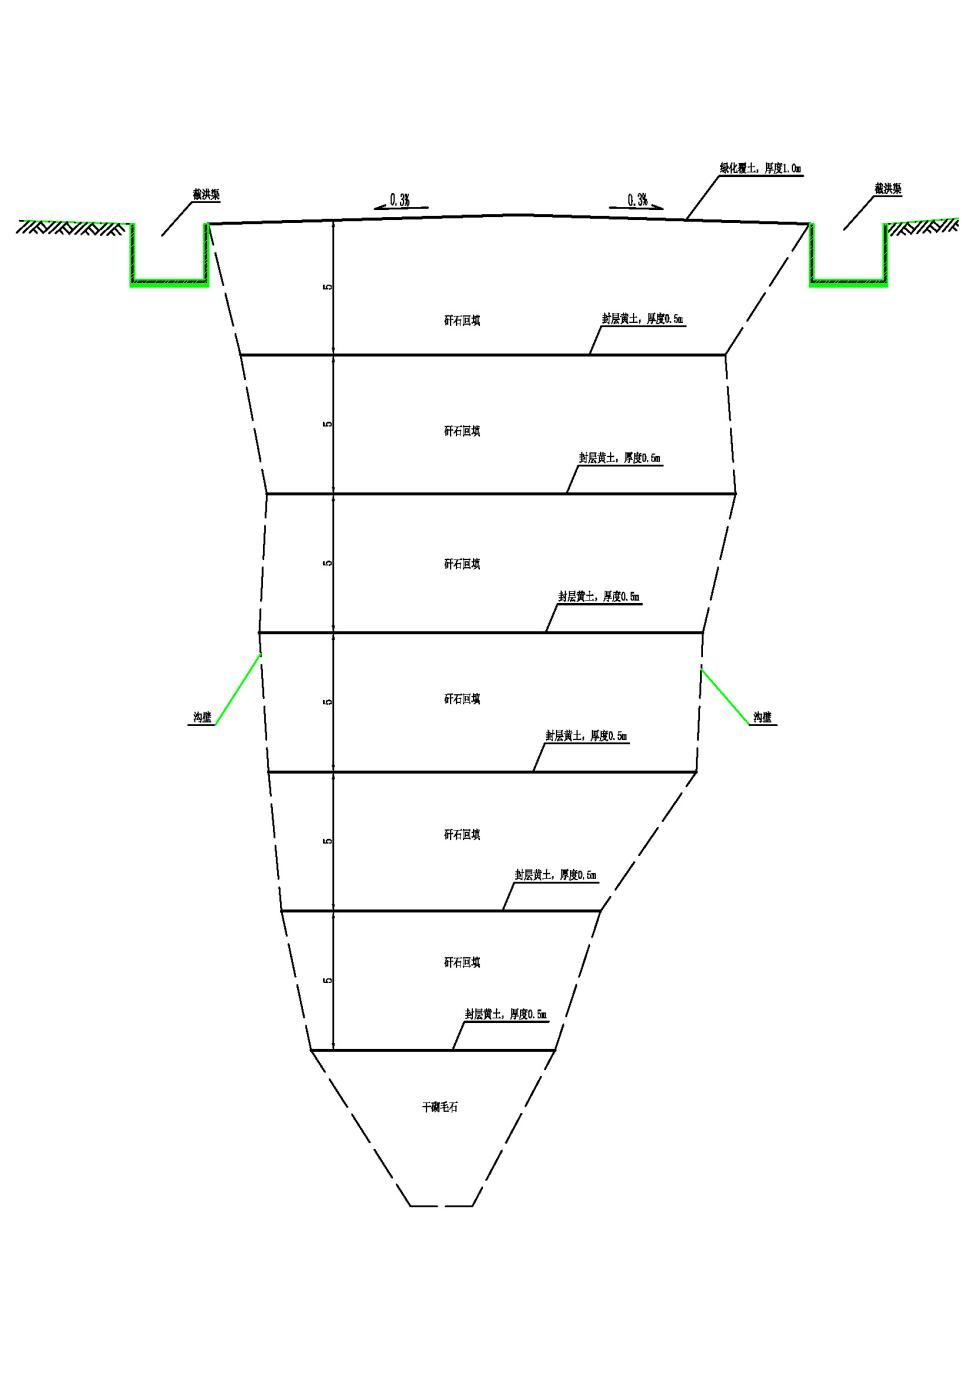 绿化覆土，厚度1.0m
截洪渠
0.3%
0.3%
截洪渠
5
矸石回填
封层黄土，厚度0.5m
5
矸石回填
封层黄土，厚度0.5m
5
矸石回填
封层黄土，厚度0.5m
5
矸石回填
沟壁
沟壁
封层黄土，厚度0.5m
5
矸石回填
封层黄土，厚度0.5m
5
矸石回填
封层黄土，厚度0.5m
干砌毛石